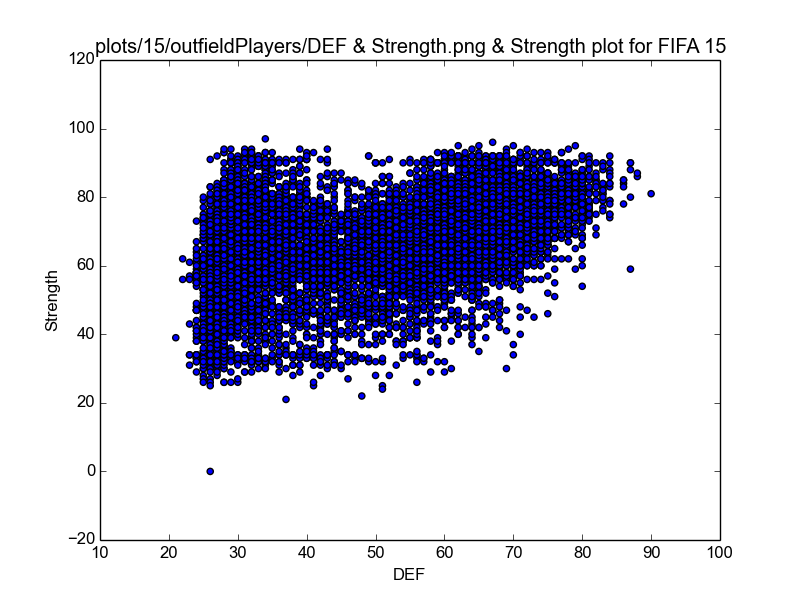 plots/15/outfieldPlayers/DEF & Strength.png & Strength plot for FIFA 15
120
100
80
60
40
20
0
−20
Strength
10 20 30 40 50 60 70 80 90 100
DEF